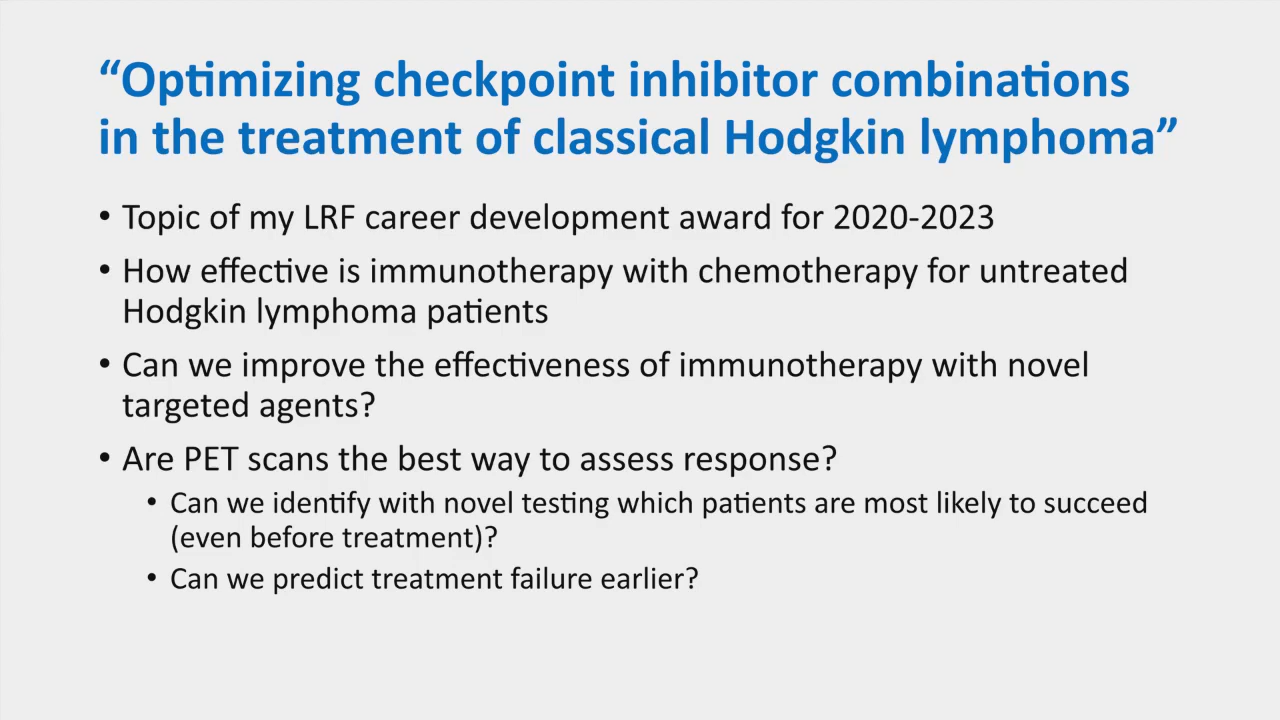 “Optimizing checkpoint inhibitor combinations
in the treatment of classical Hodgkin lymphoma”
• Topic of my LRF career development award for 2020-2023
• How effective is immunotherapy with chemotherapy for untreated
Hodgkin lymphoma patients
• Can we improve the effectiveness of immunotherapy with novel
targeted agents?
• Are PET scans the best way to assess response?
• Can we identify with novel testing which patients are most likely to succeed
(even before treatment)?
• Can we predict treatment failure earlier?